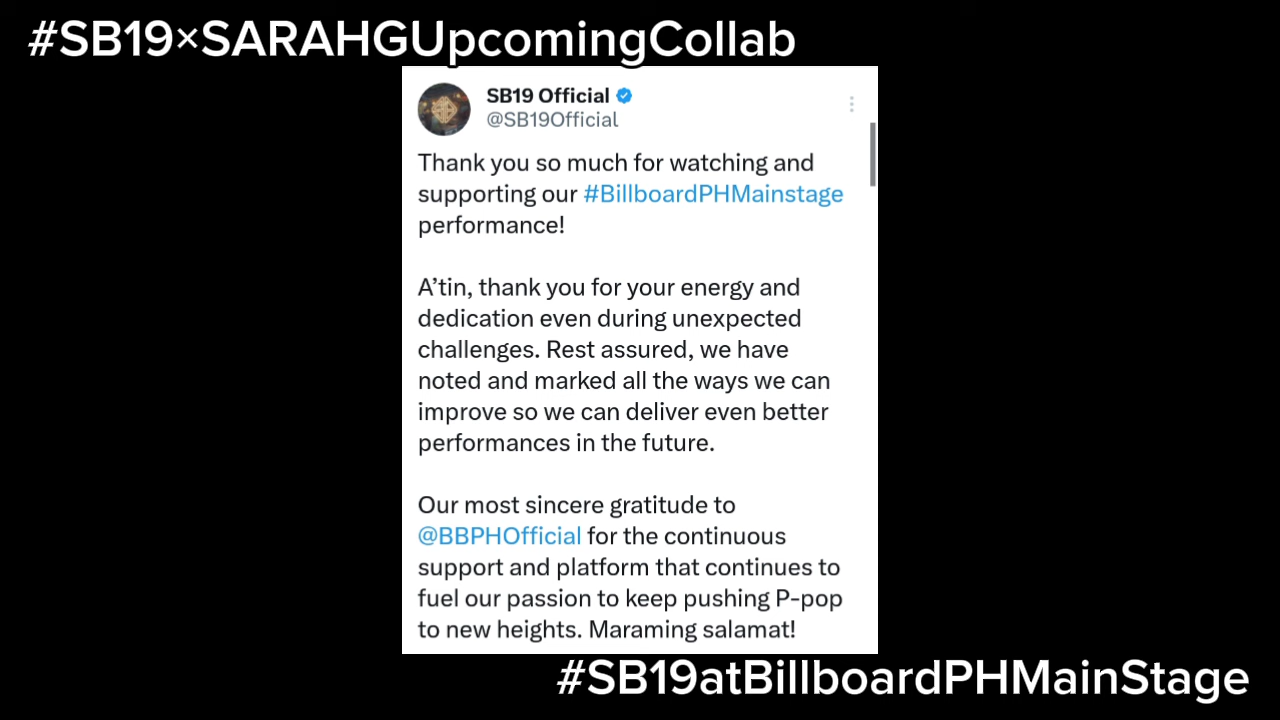 #SB19×SARAHGUpcomingCollab
SB19 Official
@SB19Official
Thank you so much for watching and
supporting our #BillboardPHMainstage
performance!
A’tin, thank you for your energy and
dedication even during unexpected
challenges. Rest assured, we have
noted and marked all the ways we can
improve so we can deliver even better
performances in the future.
Our most sincere gratitude to
@BBPHOfficial for the continuous
support and platform that continues to
fuel our passion to keep pushing P-pop
to new heights. Maraming salamat!
#SB19atBillboardPHMainStage